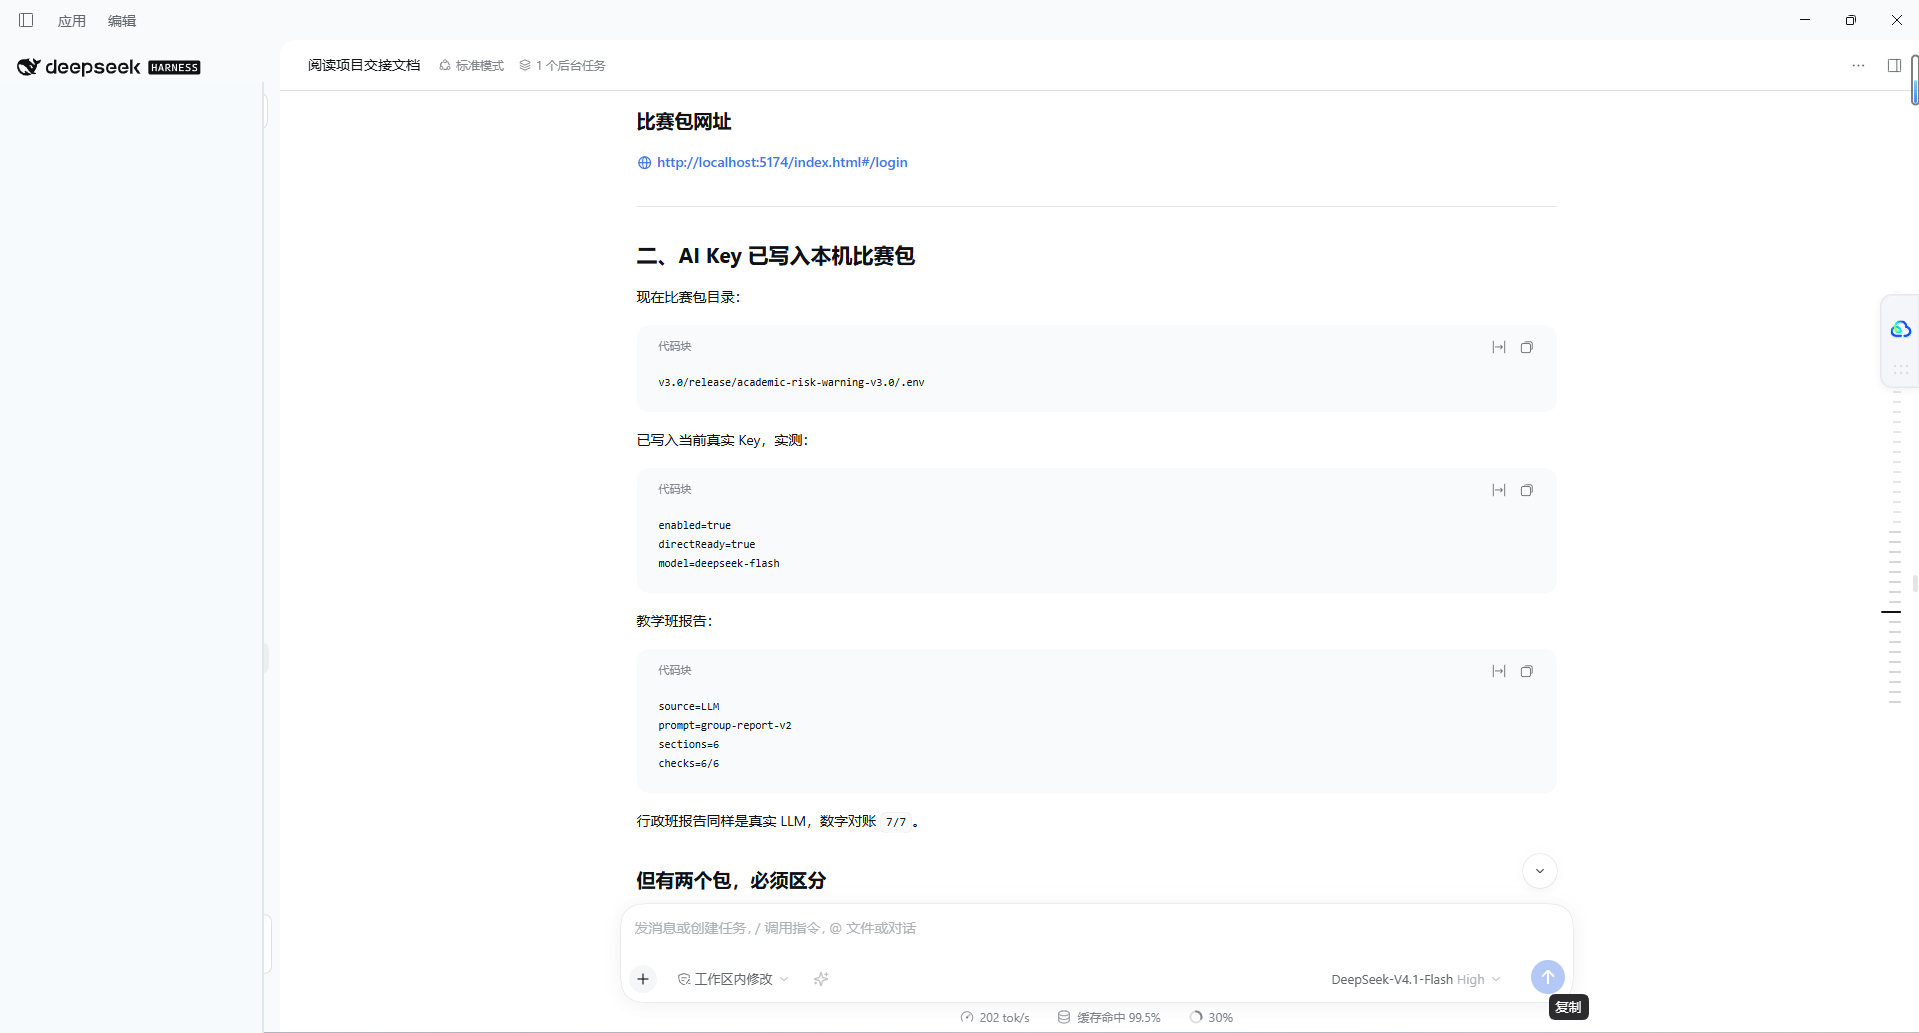 应用 编辑
deepseek HARNESS
阅读项目交接文档 标准模式 1 个后台任务
比赛包网址
http://localhost:5174/index.html#/login
二、AI Key 已写入本机比赛包
现在比赛包目录：
代码块
v3.0/release/academic-risk-warning-v3.0/.env
已写入当前真实 Key，实测：
代码块
enabled=true
directReady=true
model=deepseek-flash
教学班报告：
代码块
source=LLM
prompt=group-report-v2
sections=6
checks=6/6
行政班报告同样是真实 LLM，数字对账 7/7 。
但有两个包，必须区分
发消息或创建任务, / 调用指令, @ 文件或对话
工作区内修改
DeepSeek-V4.1-Flash High
复制
202 tok/s 缓存命中 99.5% 30%